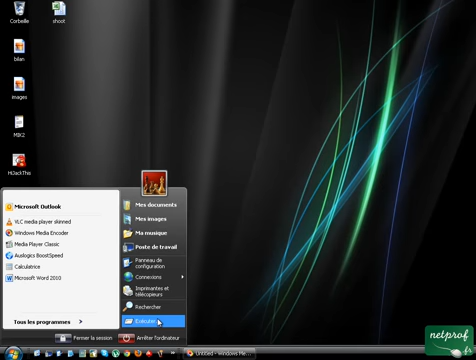 Corbeille
shoot
bilan
images
MIX2
HiJackThis
Microsoft Outlook
VLC media player skinned
Windows Media Encoder
Media Player Classic
Auslogics BoostSpeed
Calculatrice
Microsoft Word 2010
Tous les programmes
Mes documents
Mes images
Ma musique
Poste de travail
Panneau de
configuration
Connexions
Imprimantes et
télécopieurs
Rechercher
Exécuter
Fermer la session
Arrêter l'ordinateur
Untitled - Windows Me...
netprof
.fr